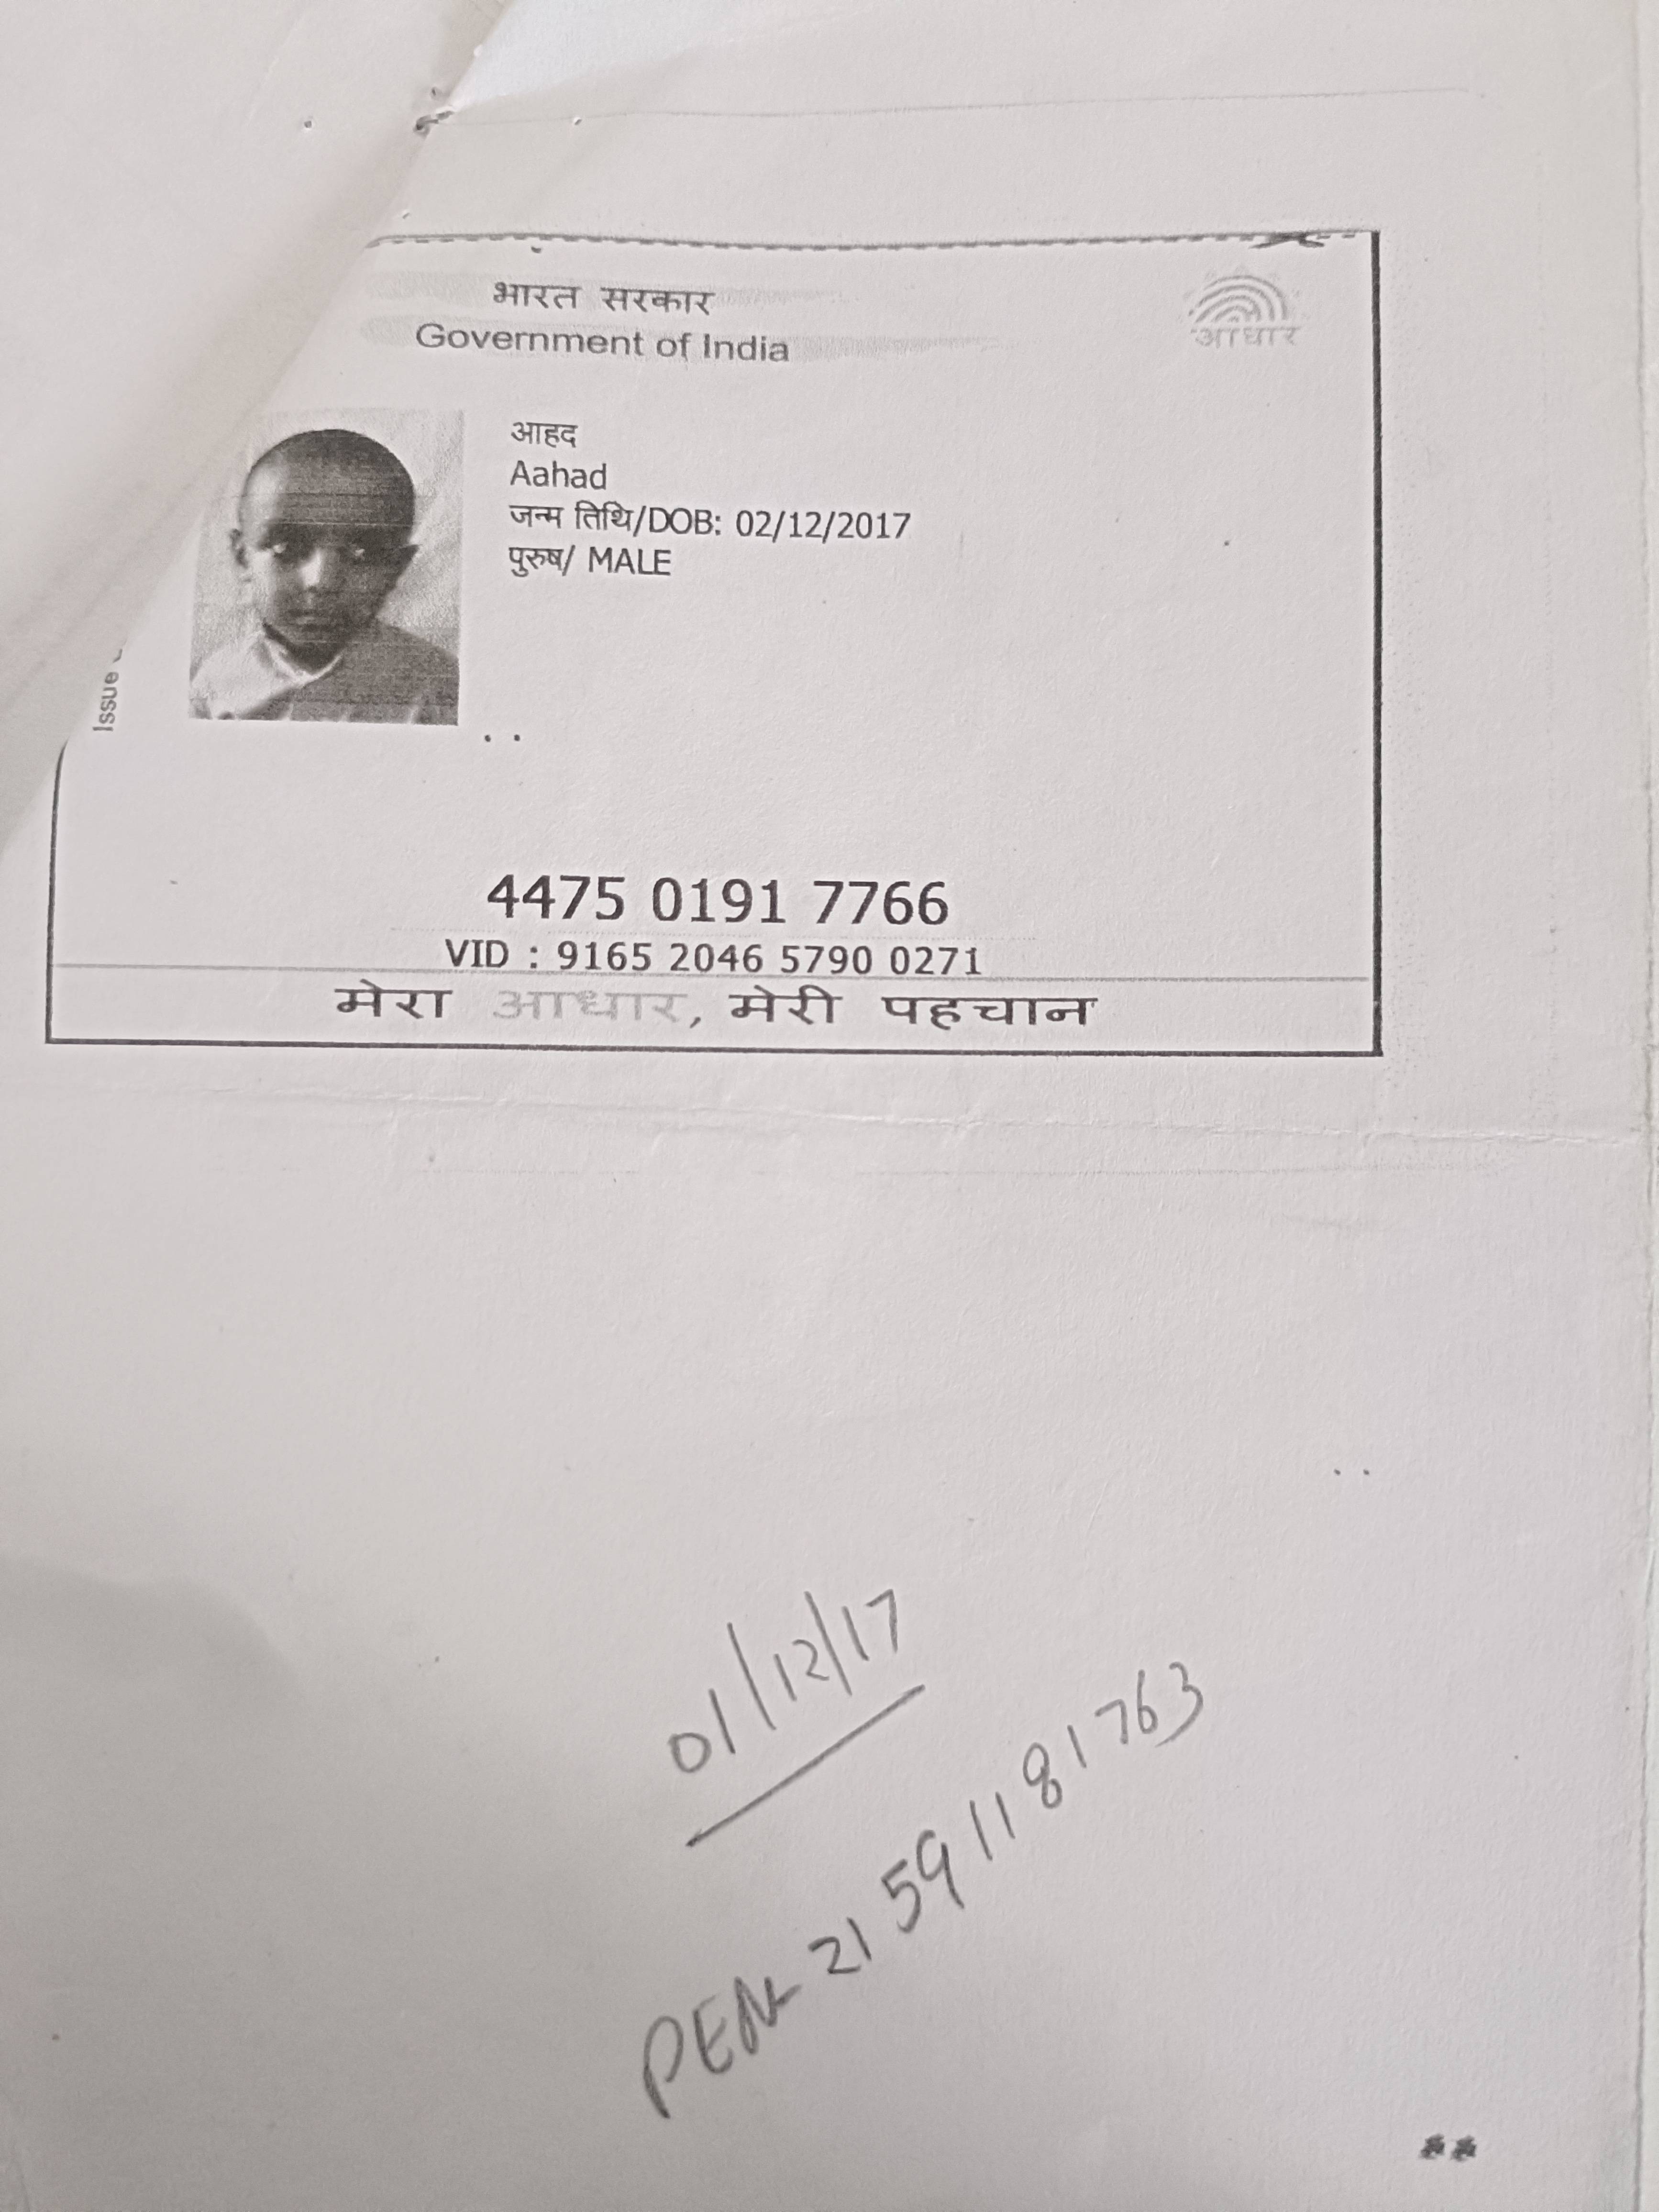 भारत सरकार
Government of India
आधार
आहद
Aahad
जन्म तिथि/DOB: 02/12/2017
पुरुष/ MALE
Issue
4475 0191 7766
VID : 9165 2046 5790 0271
मेरा आधार, मेरी पहचान
01/12/17
PEN- 21591181763